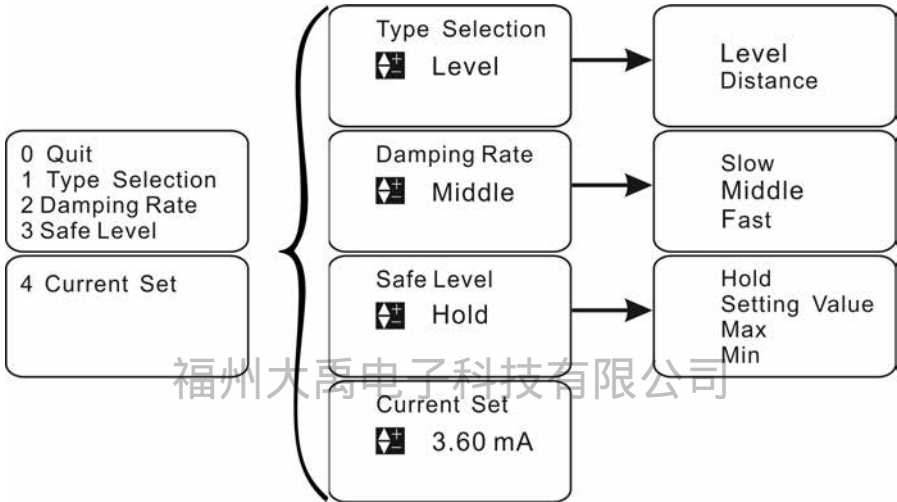 0 Quit
1 Type Selection
2 Damping Rate
3 Safe Level
4 Current Set
Type Selection
Level
Level
Distance
Damping Rate
Middle
Slow
Middle
Fast
Safe Level
Hold
Hold
Setting Value
Max
Min
Current Set
3.60 mA
福州大禹电子科技有限公司